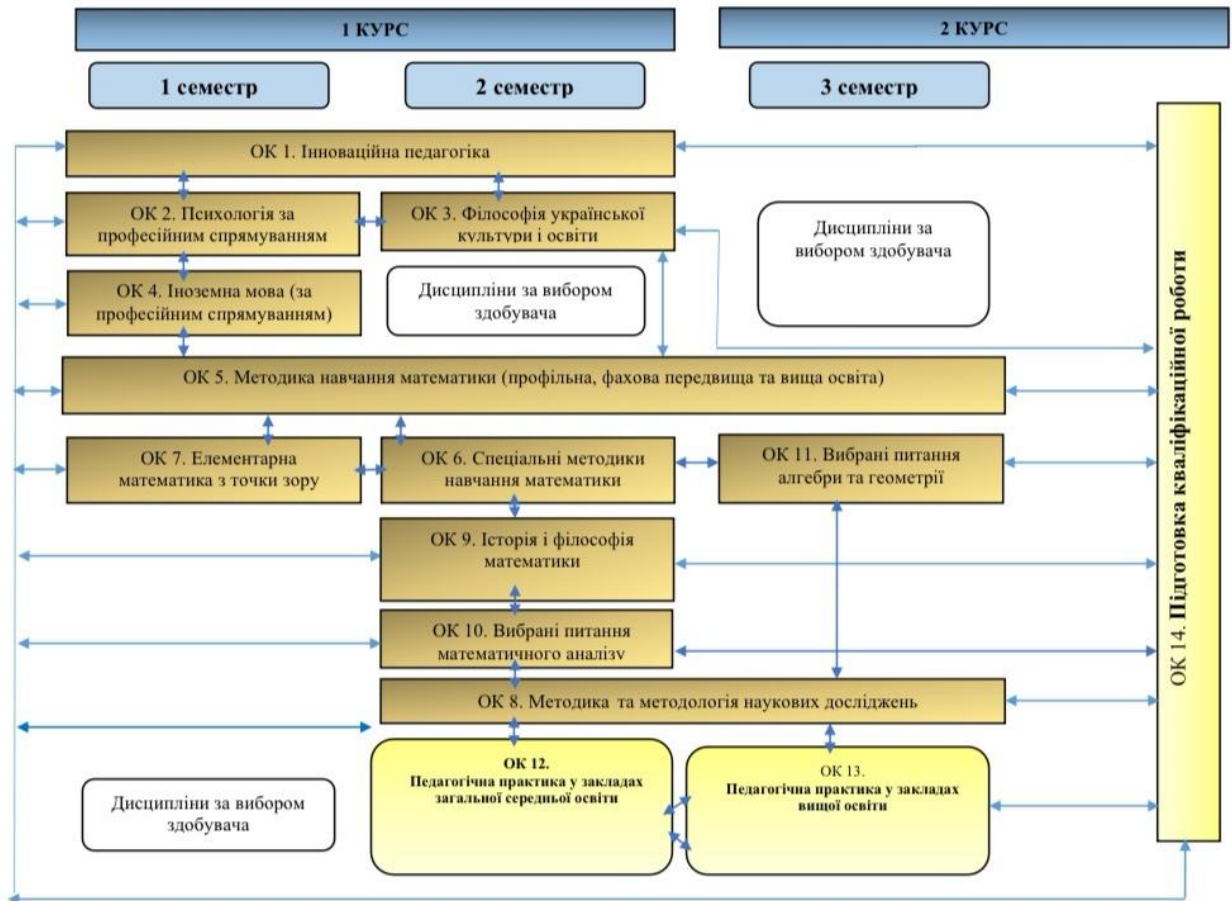 1 КУРС
2 КУРС
1 семестр
2 семестр
3 семестр
ОК 1. Інноваційна педагогіка
ОК 2. Психологія за
професійним спрямуванням
ОК 3. Філософія української
культури і освіти
Дисципліни за
вибором здобувача
ОК 4. Іноземна мова (за
професійним спрямуванням)
Дисципліни за вибором
здобувача
ОК 5. Методика навчання математики (профільна, фахова передвища та вища освіта)
ОК 7. Елементарна
математика з точки зору
ОК 6. Спеціальні методики
навчання математики
ОК 11. Вибрані питання
алгебри та геометрії
ОК 9. Історія і філософія
математики
ОК 10. Вибрані питання
математичного аналізу
ОК 8. Методика та методологія наукових досліджень
ОК 12.
Педагогічна практика у закладах
загальної середньої освіти
ОК 13.
Педагогічна практика у закладах
вищої освіти
Дисципліни за вибором
здобувача
ОК 14. Підготовка кваліфікаційної роботи